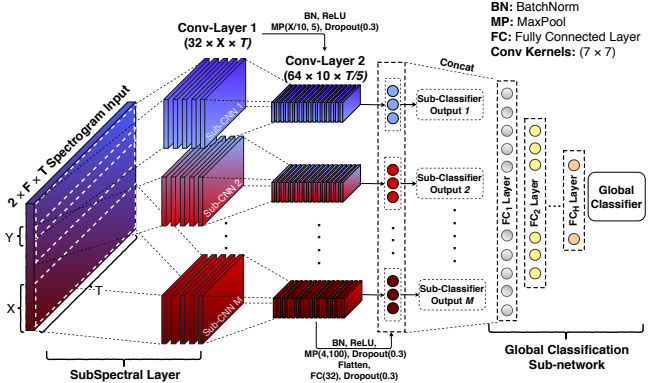 BN: BatchNorm
MP: MaxPool
FC: Fully Connected Layer
Conv Kernels: (7 × 7)
Conv-Layer 1
(32 × X × T)
BN, ReLU
MP(X/10, 5), Dropout(0.3)
Conv-Layer 2
(64 × 10 × T/5)
Concat
2 × F × T Spectrogram Input
Sub-CNN 1
Sub-Classifier
Output 1
Sub-CNN 2
Sub-Classifier
Output 2
Sub-CNN M
Sub-Classifier
Output M
Y
X
T
FC₁ Layer
FC₂ Layer
FC_H Layer
Global
Classifier
BN, ReLU,
MP(4,100), Dropout(0.3)
Flatten,
FC(32), Dropout(0.3)
SubSpectral Layer
Global Classification
Sub-network